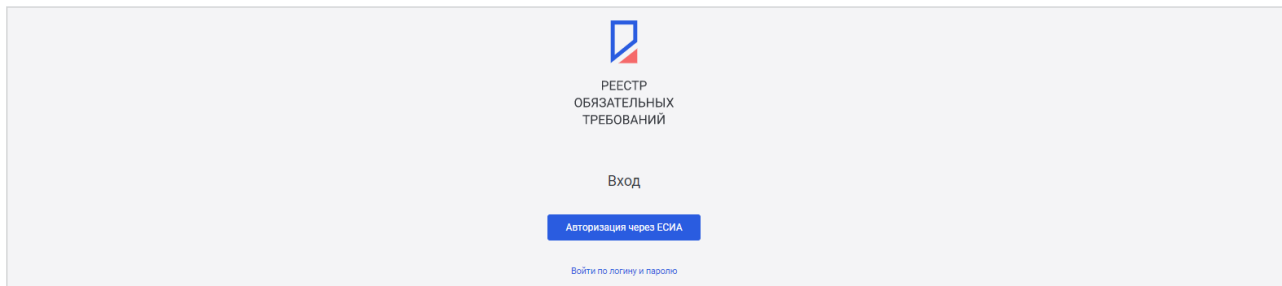 РЕЕСТР
ОБЯЗАТЕЛЬНЫХ
ТРЕБОВАНИЙ
Вход
Авторизация через ЕСИА
Войти по логину и паролю